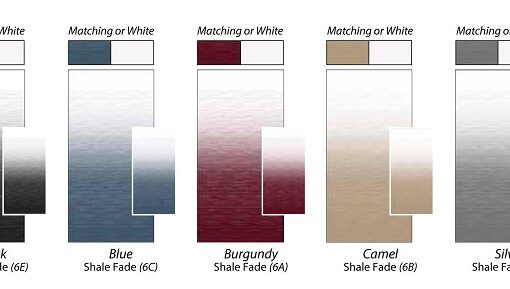 White Matching or White Matching or White Matching or White Matching o
k Blue Burgundy Camel Silv
de (6E) Shale Fade (6C) Shale Fade (6A) Shale Fade (6B) Shale Fa